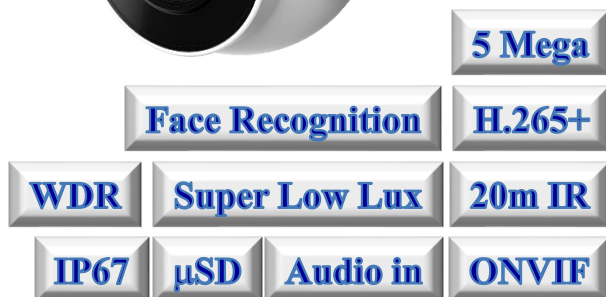 5 Mega
Face Recognition H.265+
WDR Super Low Lux 20m IR
IP67 µSD Audio in ONVIF